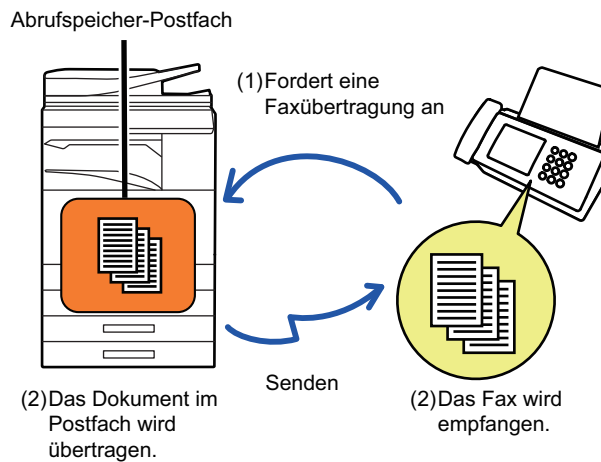 Abrufspeicher-Postfach
(1)Fordert eine
Faxübertragung an
Senden
(2)Das Dokument im
Postfach wird
übertragen.
(2)Das Fax wird
empfangen.